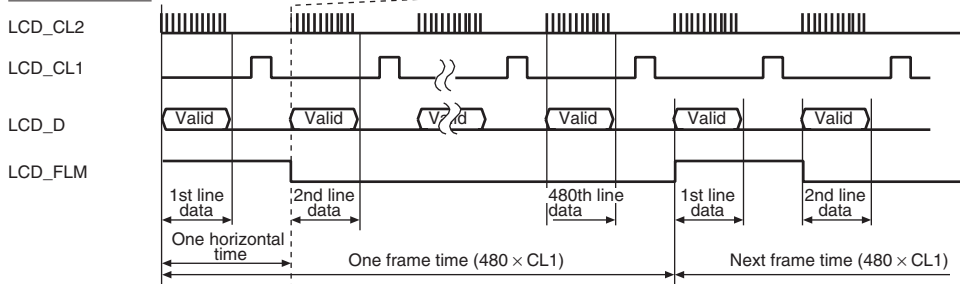 LCD_CL2
LCD_CL1
LCD_D
Valid Valid Valid Valid Valid Valid
LCD_FLM
1st line data
2nd line data
480th line data
1st line data
2nd line data
One horizontal time
One frame time (480 × CL1)
Next frame time (480 × CL1)